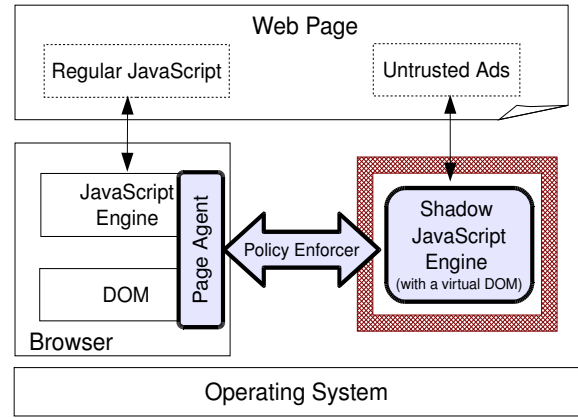 Web Page
Regular JavaScript
Untrusted Ads
JavaScript
Engine
DOM
Page Agent
Browser
Policy Enforcer
Shadow
JavaScript
Engine
(with a virtual DOM)
Operating System